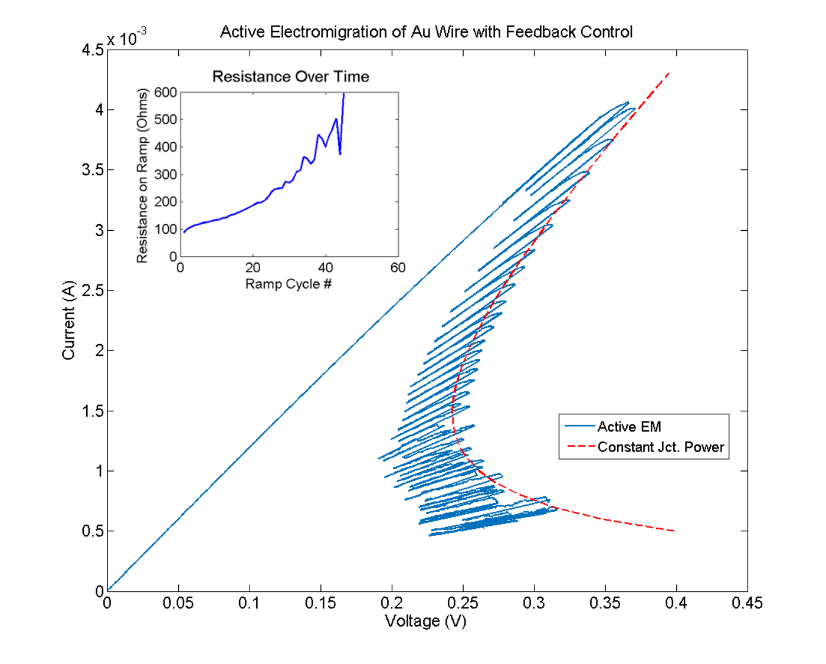 Active Electromigration of Au Wire with Feedback Control
x 10⁻³
4.5
4
3.5
3
2.5
2
1.5
1
0.5
0
Current (A)
Resistance Over Time
600
500
400
300
200
100
0
Resistance on Ramp (Ohms)
0 20 40 60
Ramp Cycle #
Active EM
Constant Jct. Power
0 0.05 0.1 0.15 0.2 0.25 0.3 0.35 0.4 0.45
Voltage (V)